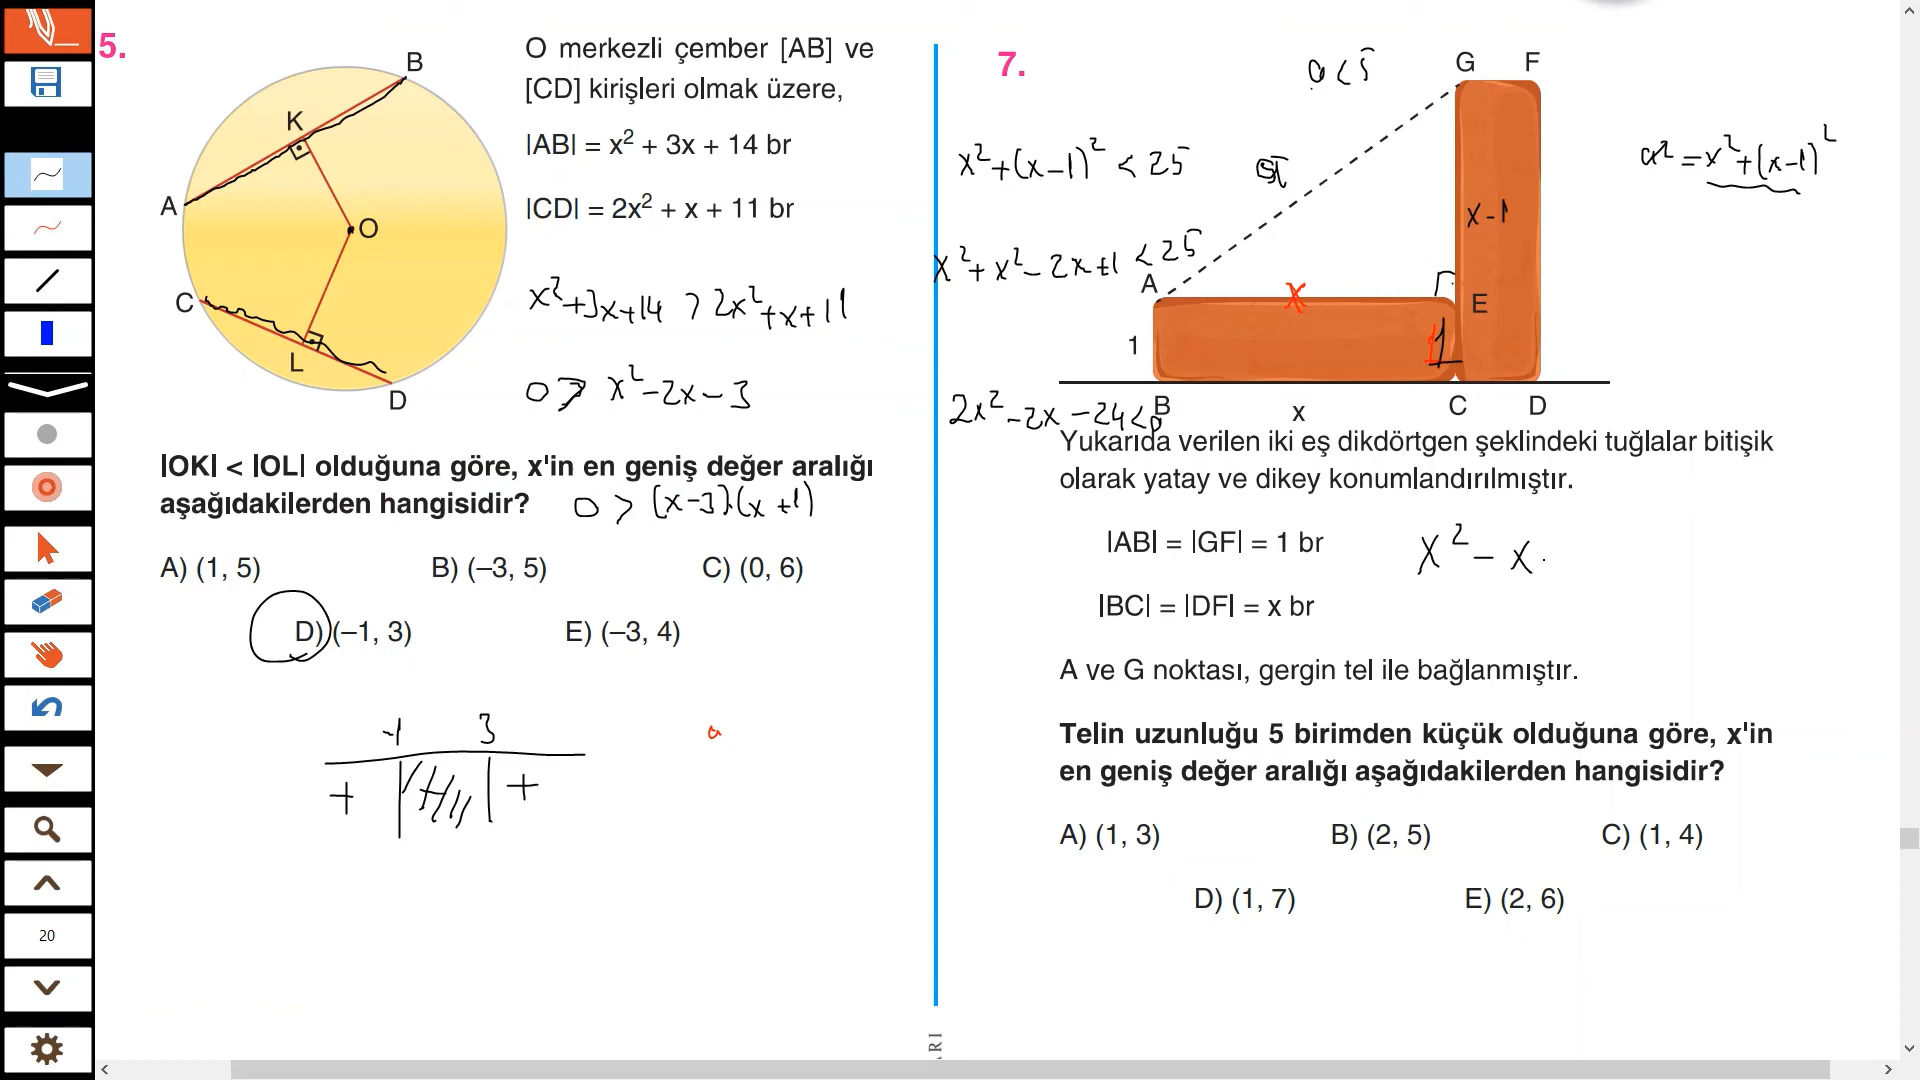 5.
B
K
A
O
C
L
D
O merkezli çember [AB] ve
[CD] kirişleri olmak üzere,
|AB| = x² + 3x + 14 br
|CD| = 2x² + x + 11 br
x²+3x+14 > 2x²+x+11
0 > x²-2x-3
|OK| < |OL| olduğuna göre, x'in en geniş değer aralığı
aşağıdakilerden hangisidir?
0 > (x-3).(x+1)
A) (1, 5) B) (–3, 5) C) (0, 6)
D) (–1, 3) E) (–3, 4)
-1 3
+ +
a
7.
a<5
G F
x²+(x-1)²<25
a²=x²+(x-1)²
x-1
x²+x²-2x+1<25
A
x
E
1
1
2x²-2x-24<0
B x C D
Yukarıda verilen iki eş dikdörtgen şeklindeki tuğlalar bitişik
olarak yatay ve dikey konumlandırılmıştır.
|AB| = |GF| = 1 br
x²-x
|BC| = |DF| = x br
A ve G noktası, gergin tel ile bağlanmıştır.
Telin uzunluğu 5 birimden küçük olduğuna göre, x'in
en geniş değer aralığı aşağıdakilerden hangisidir?
A) (1, 3) B) (2, 5) C) (1, 4)
D) (1, 7) E) (2, 6)
20